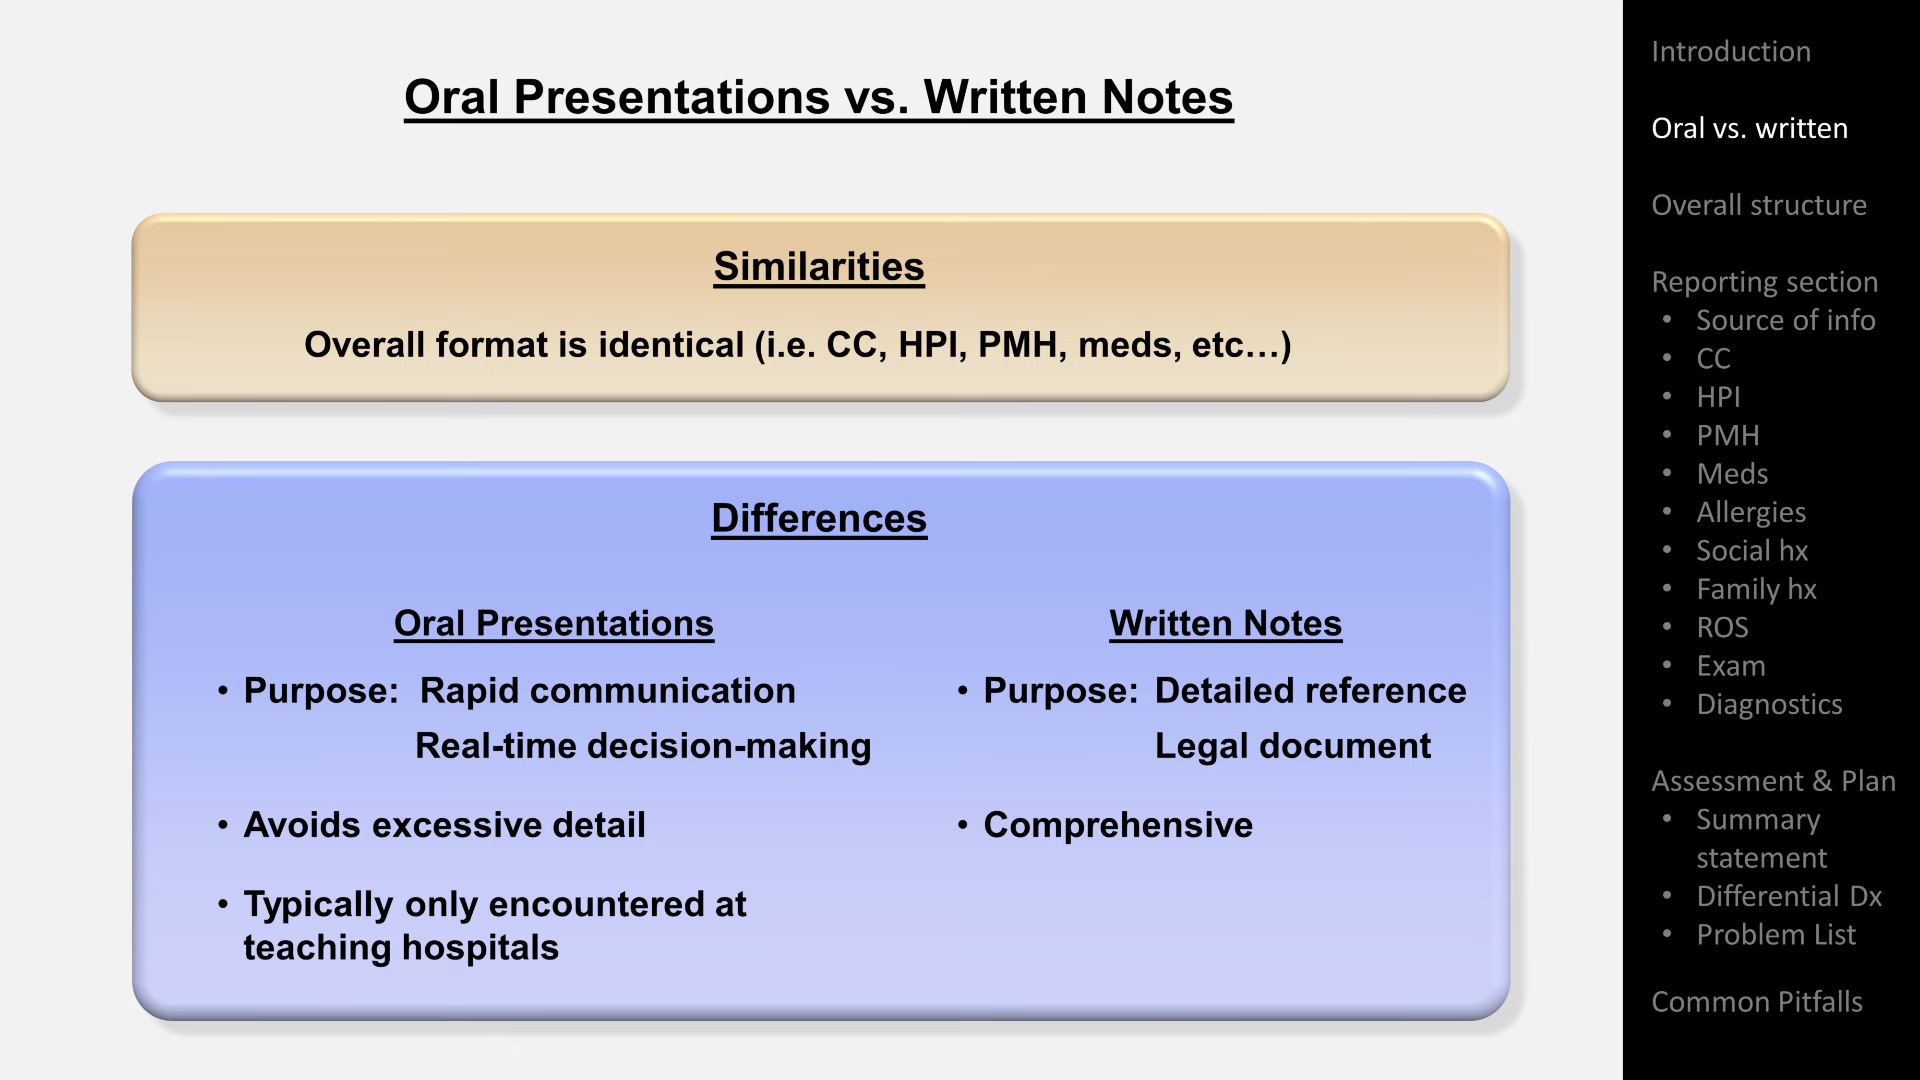 Oral Presentations vs. Written Notes
Similarities
Overall format is identical (i.e. CC, HPI, PMH, meds, etc…)
Differences
Oral Presentations
• Purpose: Rapid communication
Real-time decision-making
• Avoids excessive detail
• Typically only encountered at
teaching hospitals
Written Notes
• Purpose: Detailed reference
Legal document
• Comprehensive
Introduction
Oral vs. written
Overall structure
Reporting section
• Source of info
• CC
• HPI
• PMH
• Meds
• Allergies
• Social hx
• Family hx
• ROS
• Exam
• Diagnostics
Assessment & Plan
• Summary
statement
• Differential Dx
• Problem List
Common Pitfalls